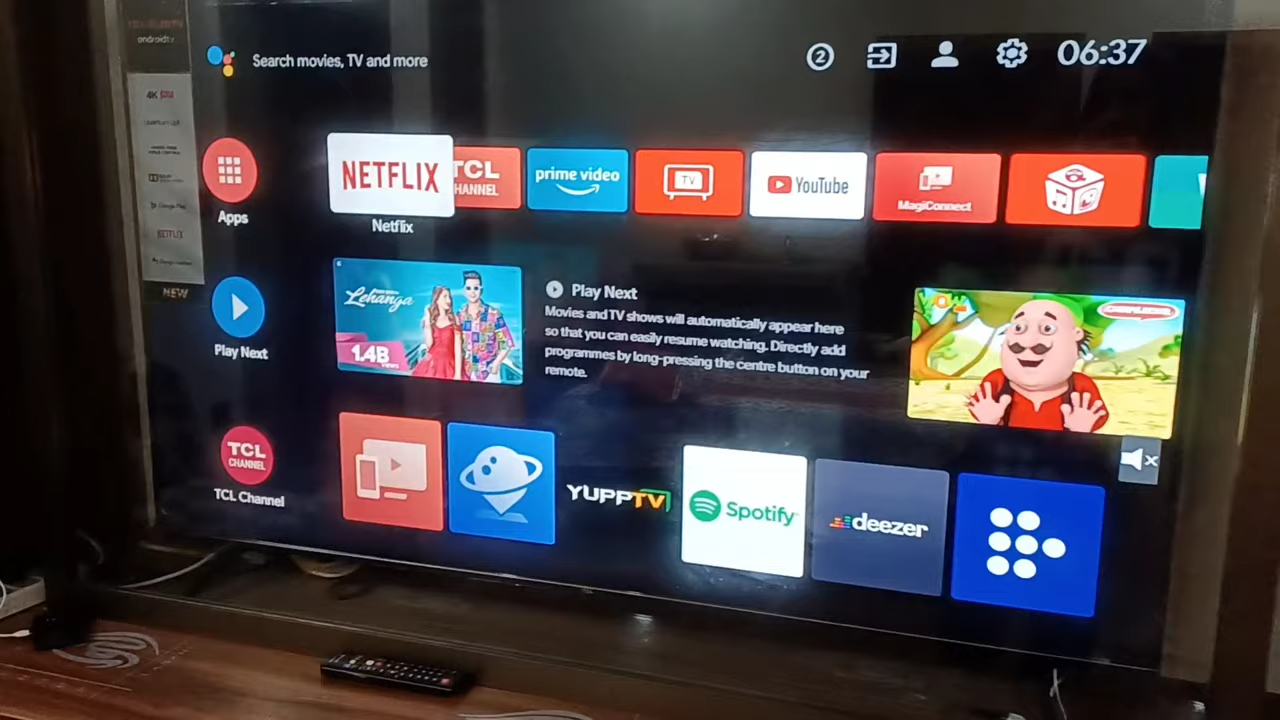 androidtv
Search movies, TV and more
2
06:37
4K
NETFLIX
NEW
Apps
NETFLIX
Netflix
TCL
CHANNEL
prime video
TV
YouTube
MagiConnect
Play Next
Lehanga
1.4B
VIEWS
Play Next
Movies and TV shows will automatically appear here
so that you can easily resume watching. Directly add
programmes by long-pressing the centre button on your
remote.
TCL
CHANNEL
TCL Channel
YUPPTV
Spotify
deezer